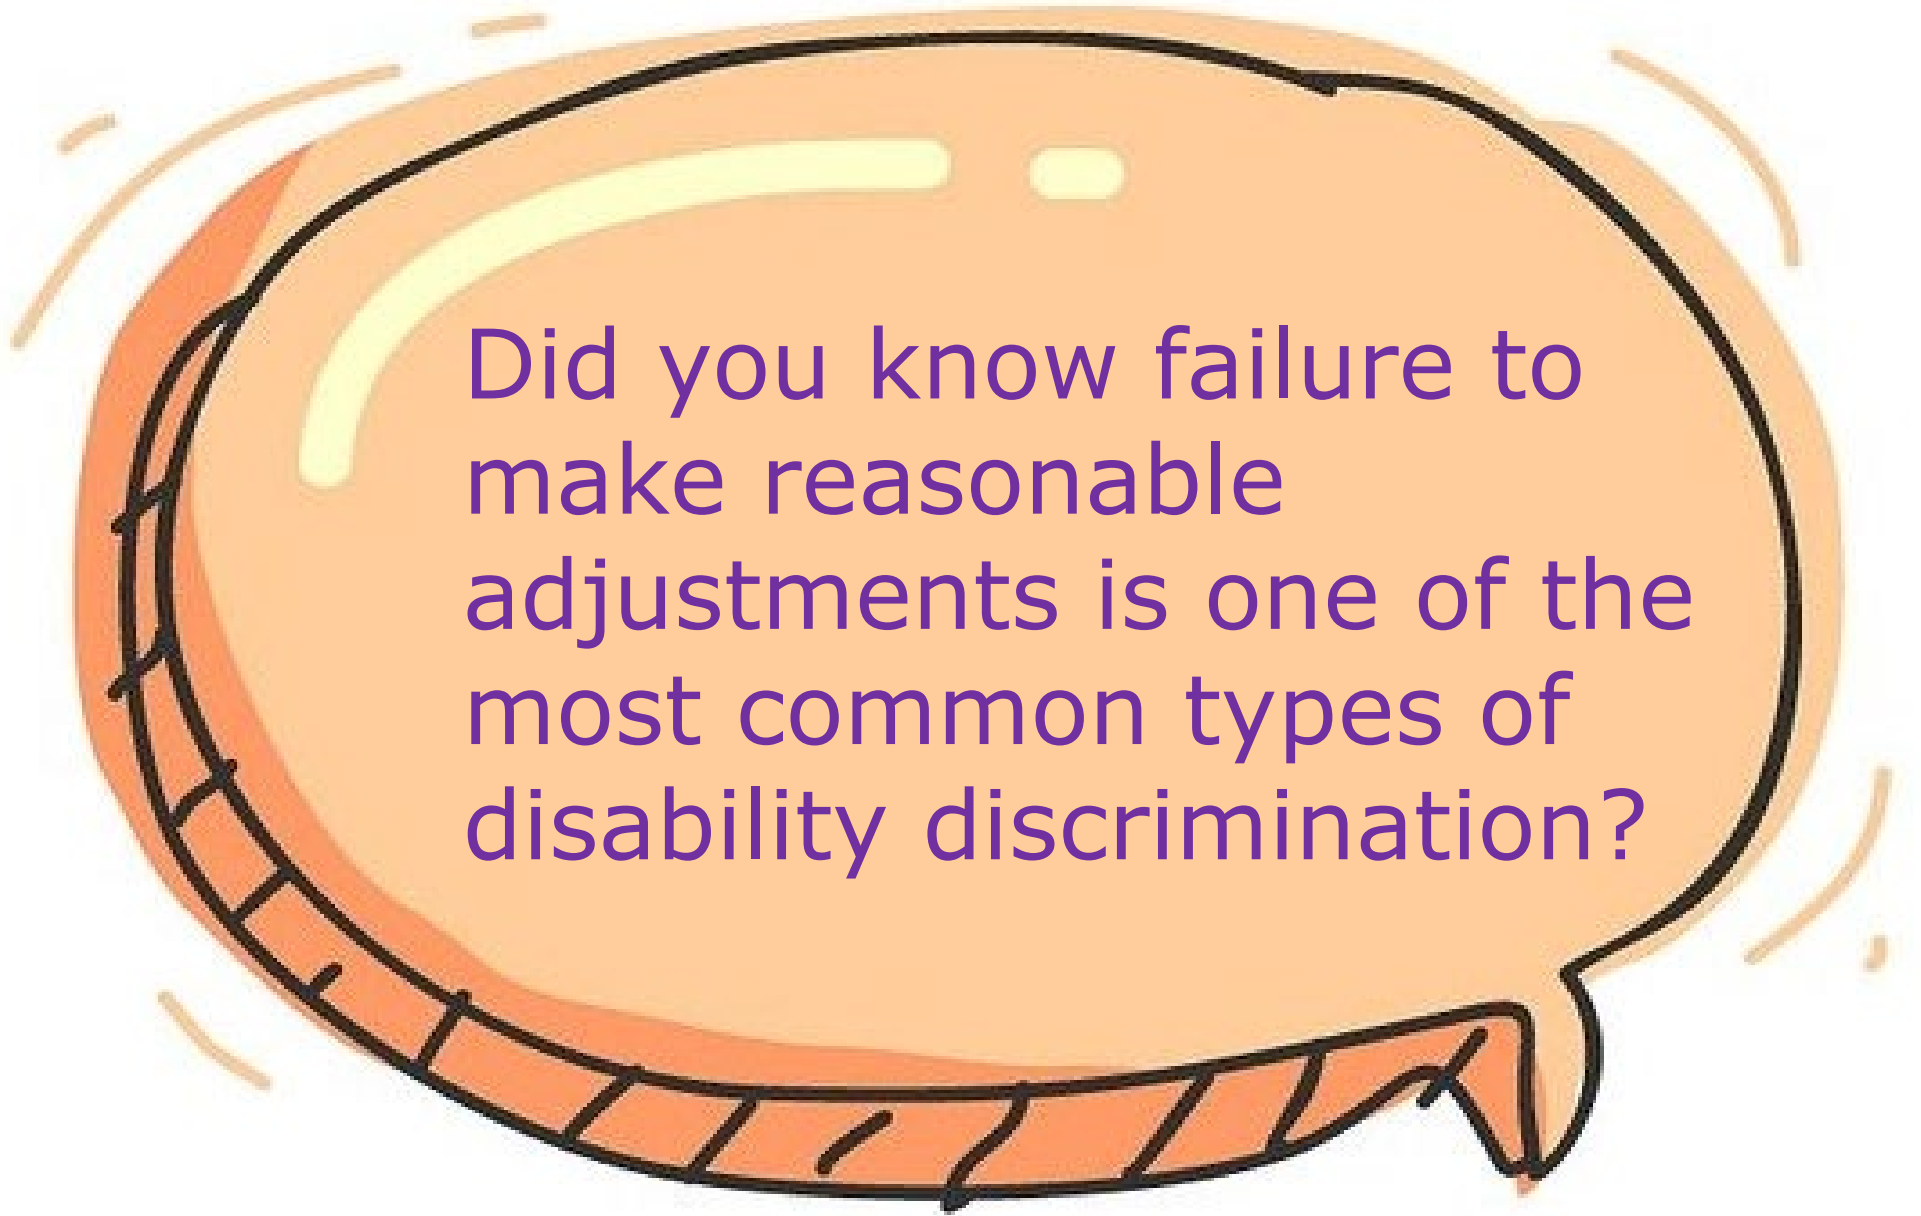 Did you know failure to
make reasonable
adjustments is one of the
most common types of
disability discrimination?